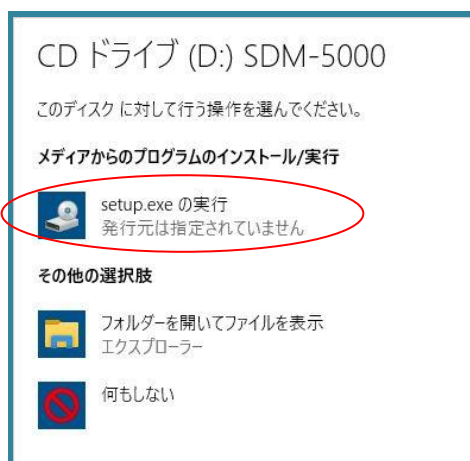 CD ドライブ (D:) SDM-5000
このディスク に対して行う操作を選んでください。
メディアからのプログラムのインストール/実行
setup.exe の実行
発行元は指定されていません
その他の選択肢
フォルダーを開いてファイルを表示
エクスプローラー
何もしない